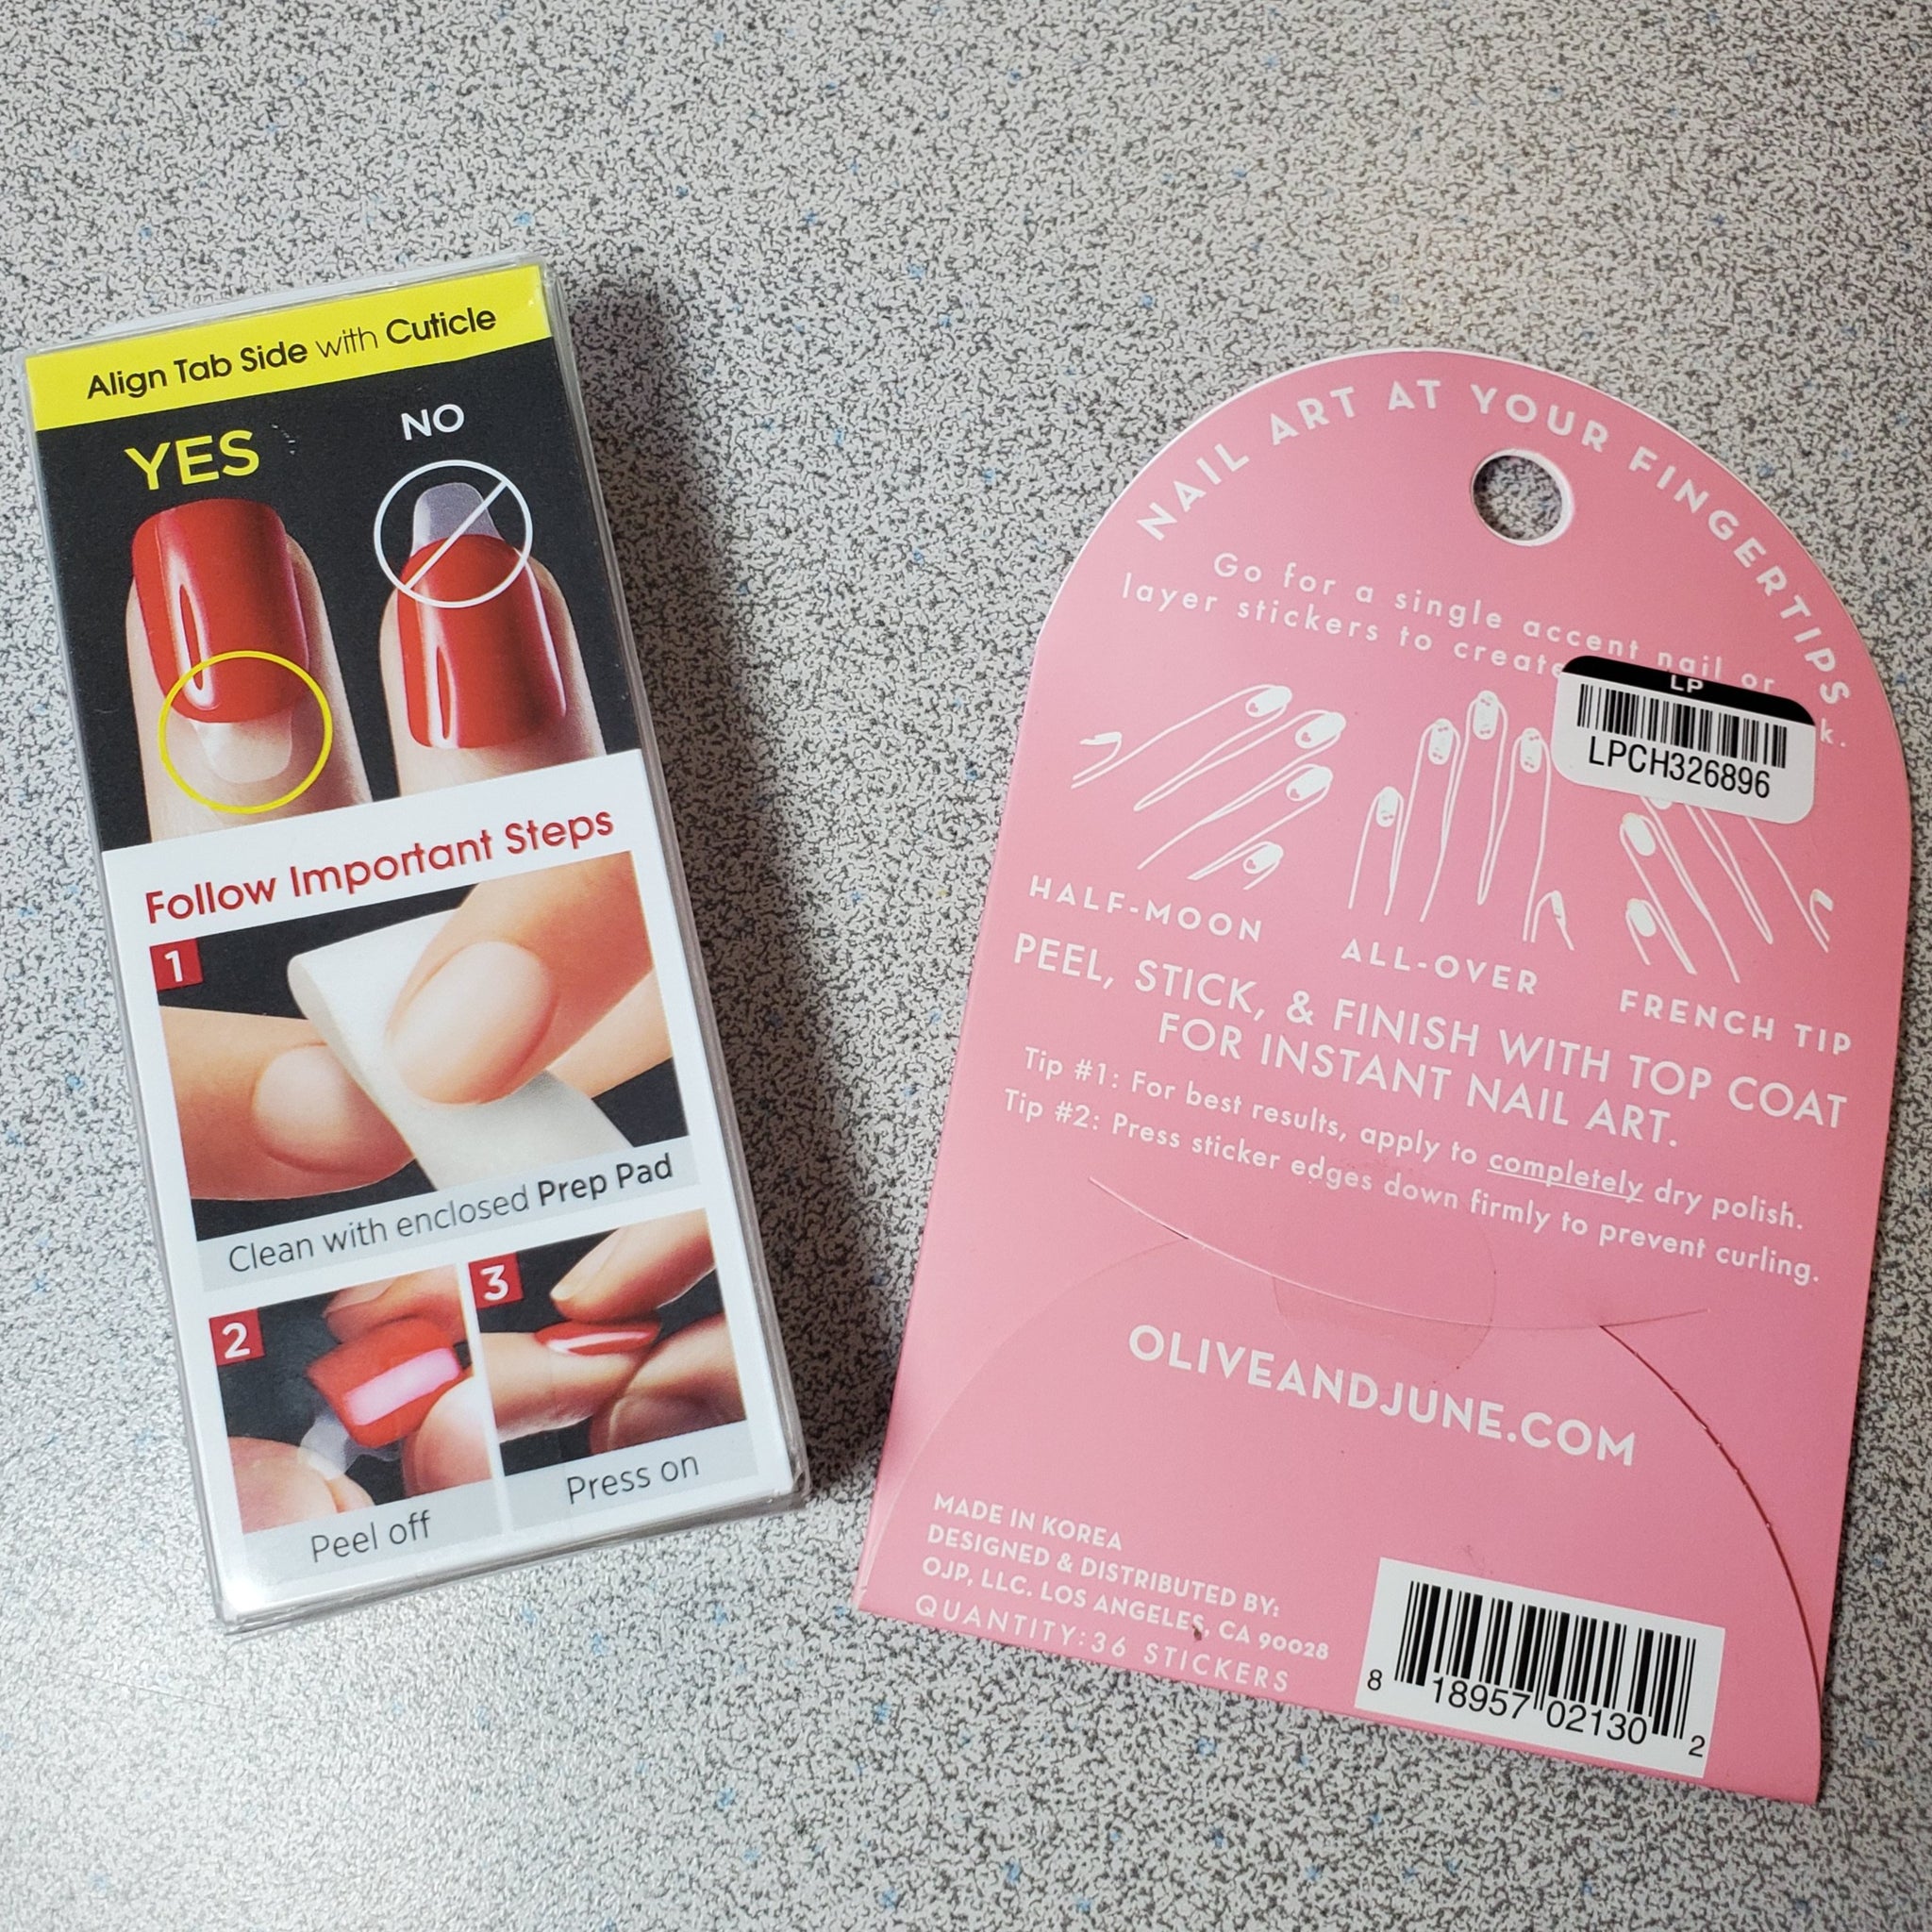 Align Tab Side with Cuticle
YES
NO
Follow Important Steps
1
Clean with enclosed Prep Pad
2
Peel off
3
Press on
NAIL ART AT YOUR FINGERTIPS
Go for a single accent nail or
layer stickers to create
k.
LP
LPCH326896
HALF-MOON
ALL-OVER
FRENCH TIP
PEEL, STICK, & FINISH WITH TOP COAT
FOR INSTANT NAIL ART.
Tip #1: For best results, apply to completely dry polish.
Tip #2: Press sticker edges down firmly to prevent curling.
OLIVEANDJUNE.COM
MADE IN KOREA
DESIGNED & DISTRIBUTED BY:
OJP, LLC. LOS ANGELES, CA 90028
QUANTITY:36 STICKERS
8 18957 02130 2